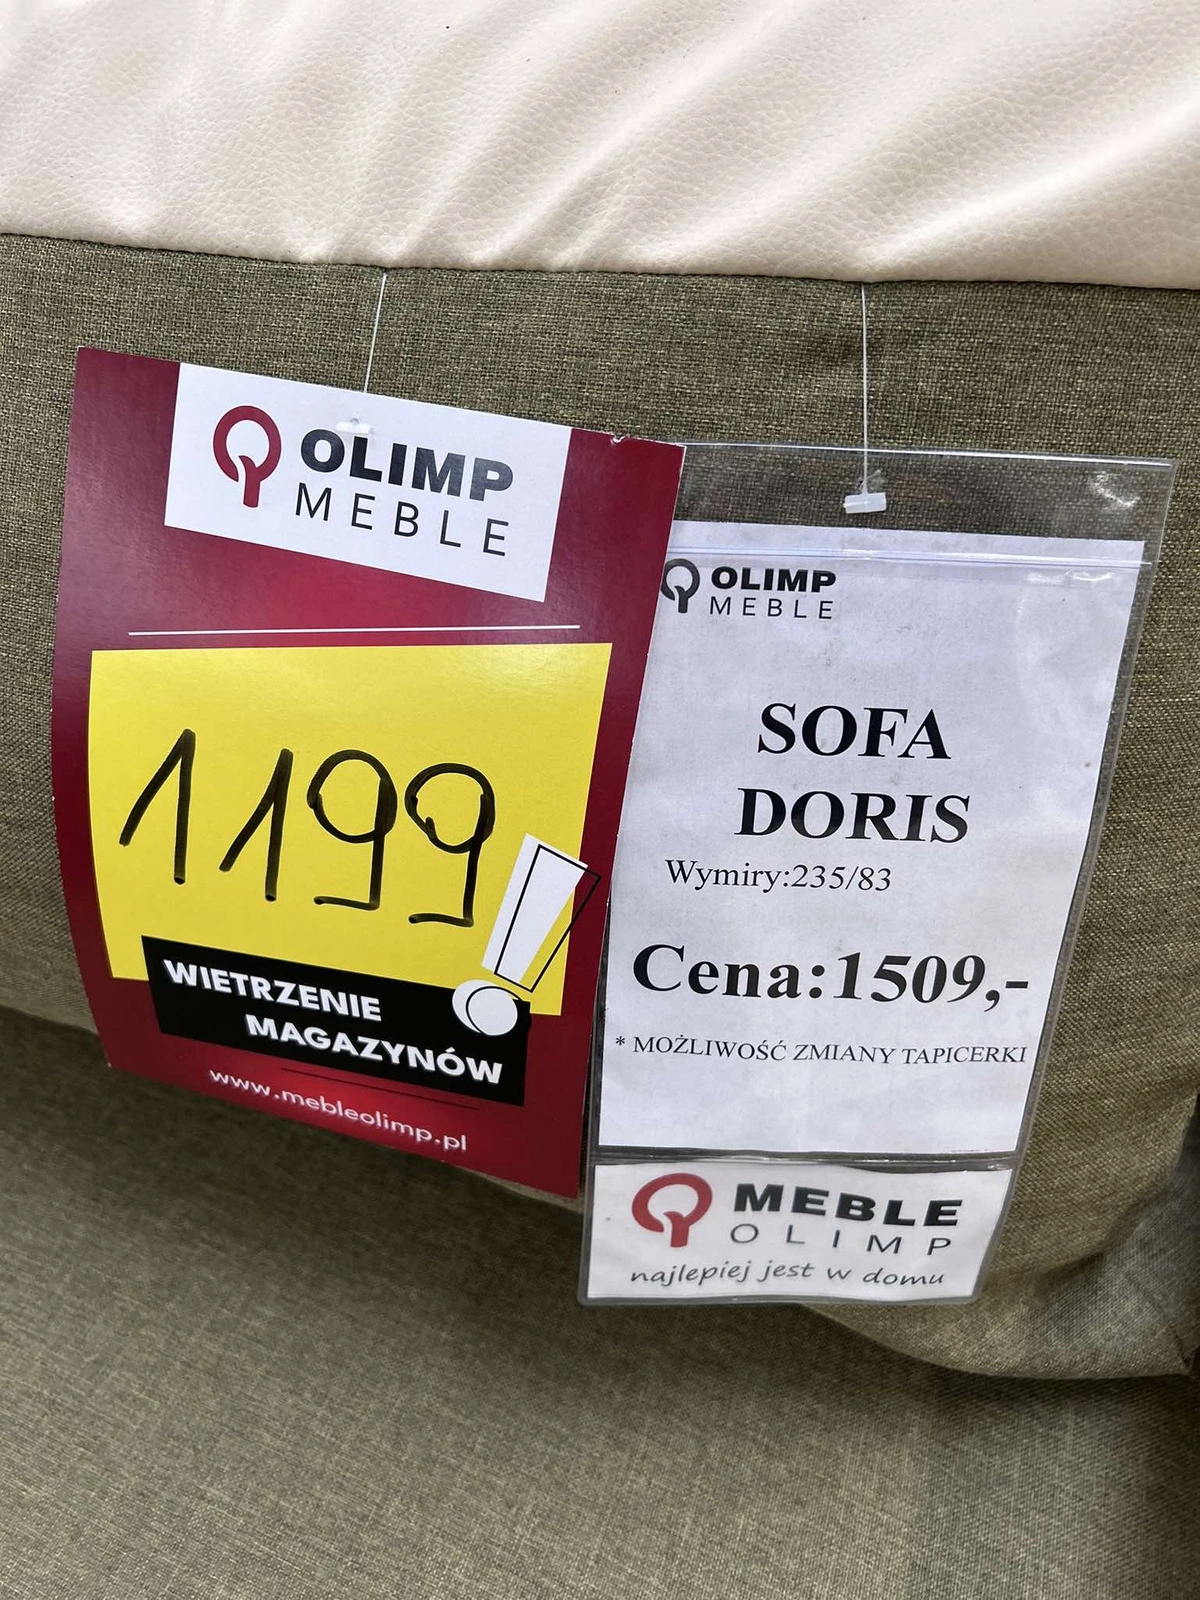 OLIMP
MEBLE
1199
WIETRZENIE
MAGAZYNÓW
www.mebleolimp.pl
OLIMP
MEBLE
SOFA
DORIS
Wymiry:235/83
Cena:1509,-
* MOŻLIWOŚĆ ZMIANY TAPICERKI
MEBLE
OLIMP
najlepiej jest w domu